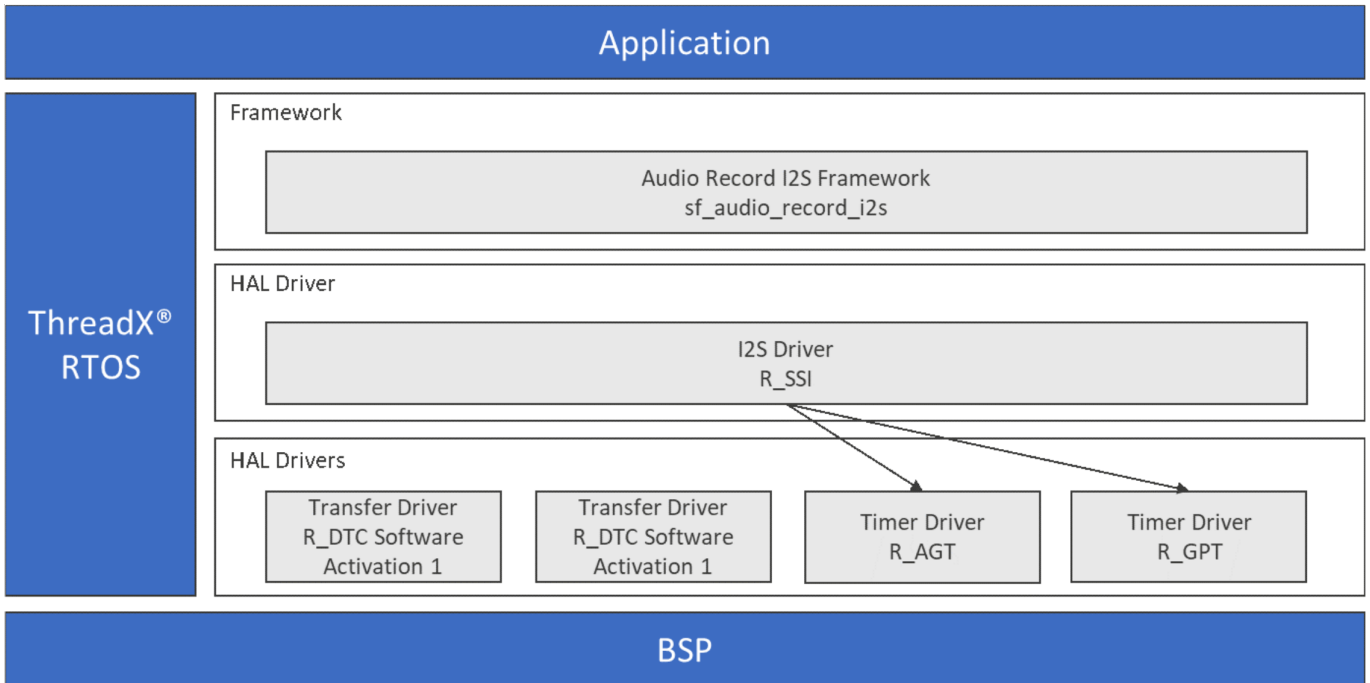 Application
ThreadX®
RTOS
Framework
Audio Record I2S Framework
sf_audio_record_i2s
HAL Driver
I2S Driver
R_SSI
HAL Drivers
Transfer Driver
R_DTC Software
Activation 1
Transfer Driver
R_DTC Software
Activation 1
Timer Driver
R_AGT
Timer Driver
R_GPT
BSP